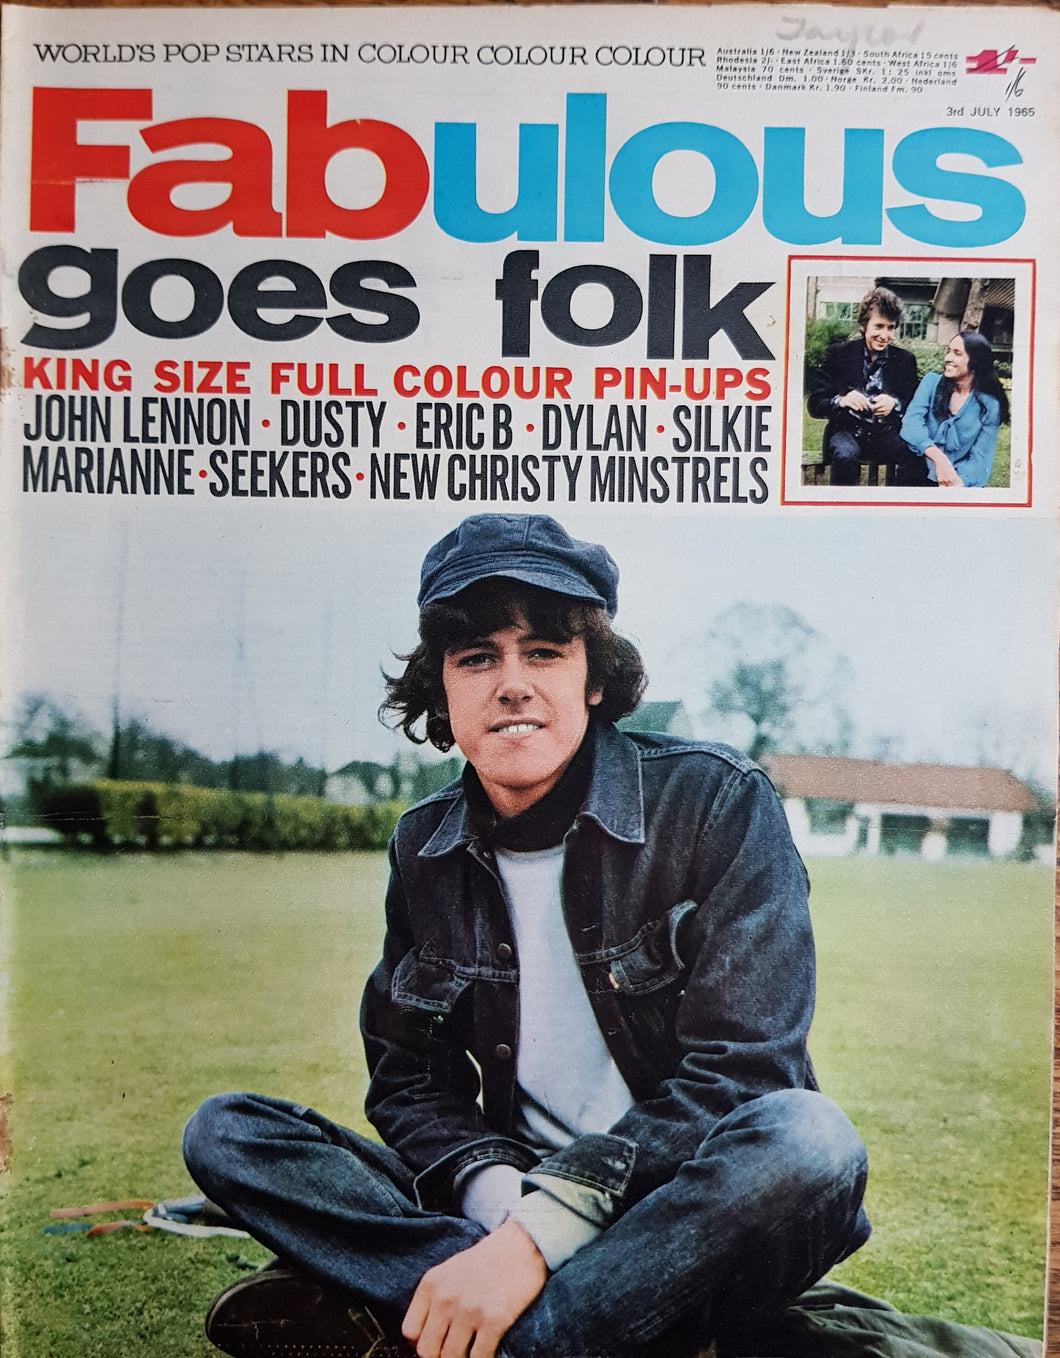 Taylor
WORLD'S POP STARS IN COLOUR COLOUR COLOUR
Australia 1/6 · New Zealand 1/3 · South Africa 15 cents
Rhodesia 2/- · East Africa 1.50 cents · West Africa 1/6
Malaysia 70 cents · Sverige SKr. 1: 25 inkl oms
Deutschland Dm. 1.00 · Norge Kr. 2.00 · Nederland
90 cents · Danmark Kr. 1.90 · Finland Fm. 90
1/6
3rd JULY 1965
Fabulous
goes folk
KING SIZE FULL COLOUR PIN-UPS
JOHN LENNON · DUSTY · ERIC B · DYLAN · SILKIE
MARIANNE · SEEKERS · NEW CHRISTY MINSTRELS